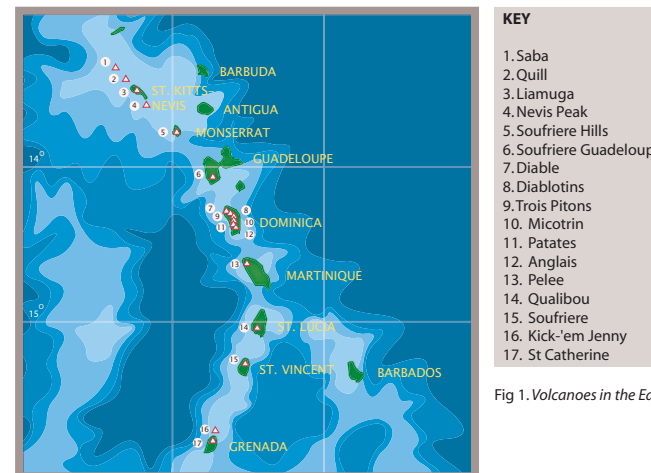 BARBUDA
1
2
3 ST. KITTS
4 NEVIS
ANTIGUA
5 MONSERRAT
14°
GUADELOUPE
6
7 8
9 10 DOMINICA
11 12
13
MARTINIQUE
15°
14 ST. LUCIA
15
ST. VINCENT
BARBADOS
16
17
GRENADA
KEY
1. Saba
2. Quill
3. Liamuga
4. Nevis Peak
5. Soufriere Hills
6. Soufriere Guadeloup
7. Diable
8. Diablotins
9. Trois Pitons
10. Micotrin
11. Patates
12. Anglais
13. Pelee
14. Qualibou
15. Soufriere
16. Kick-'em Jenny
17. St Catherine
Fig 1. Volcanoes in the Ea